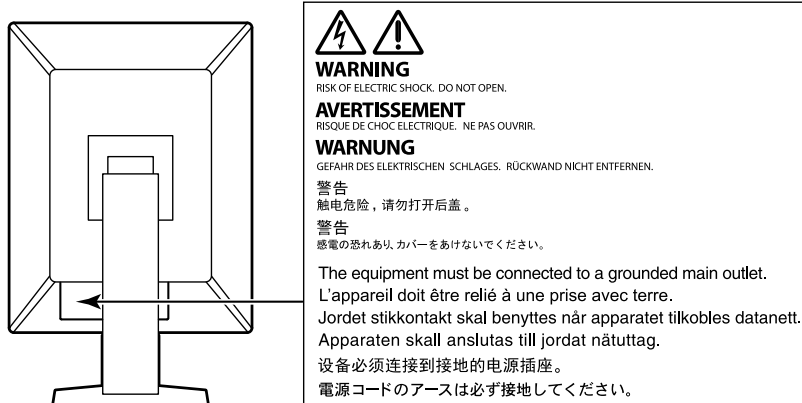 WARNING
RISK OF ELECTRIC SHOCK. DO NOT OPEN.
AVERTISSEMENT
RISQUE DE CHOC ELECTRIQUE. NE PAS OUVRIR.
WARNUNG
GEFAHR DES ELEKTRISCHEN SCHLAGES. RÜCKWAND NICHT ENTFERNEN.
警告
触电危险，请勿打开后盖。
警告
感電の恐れあり、カバーをあけないでください。
The equipment must be connected to a grounded main outlet.
L'appareil doit être relié à une prise avec terre.
Jordet stikkontakt skal benyttes når apparatet tilkobles datanett.
Apparaten skall anslutas till jordat nätuttag.
设备必须连接到接地的电源插座。
電源コードのアースは必ず接地してください。